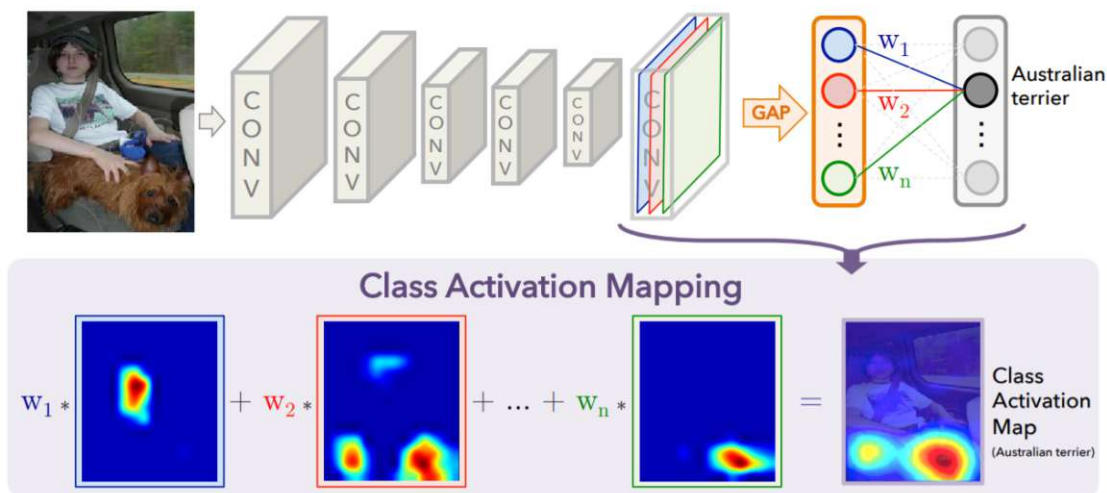 CONV
CONV
CONV
CONV
CONV
CONV
GAP
w1
w2
wn
Australian
terrier
Class Activation Mapping
w1 * + w2 * + ... + wn * =
Class
Activation
Map
(Australian terrier)